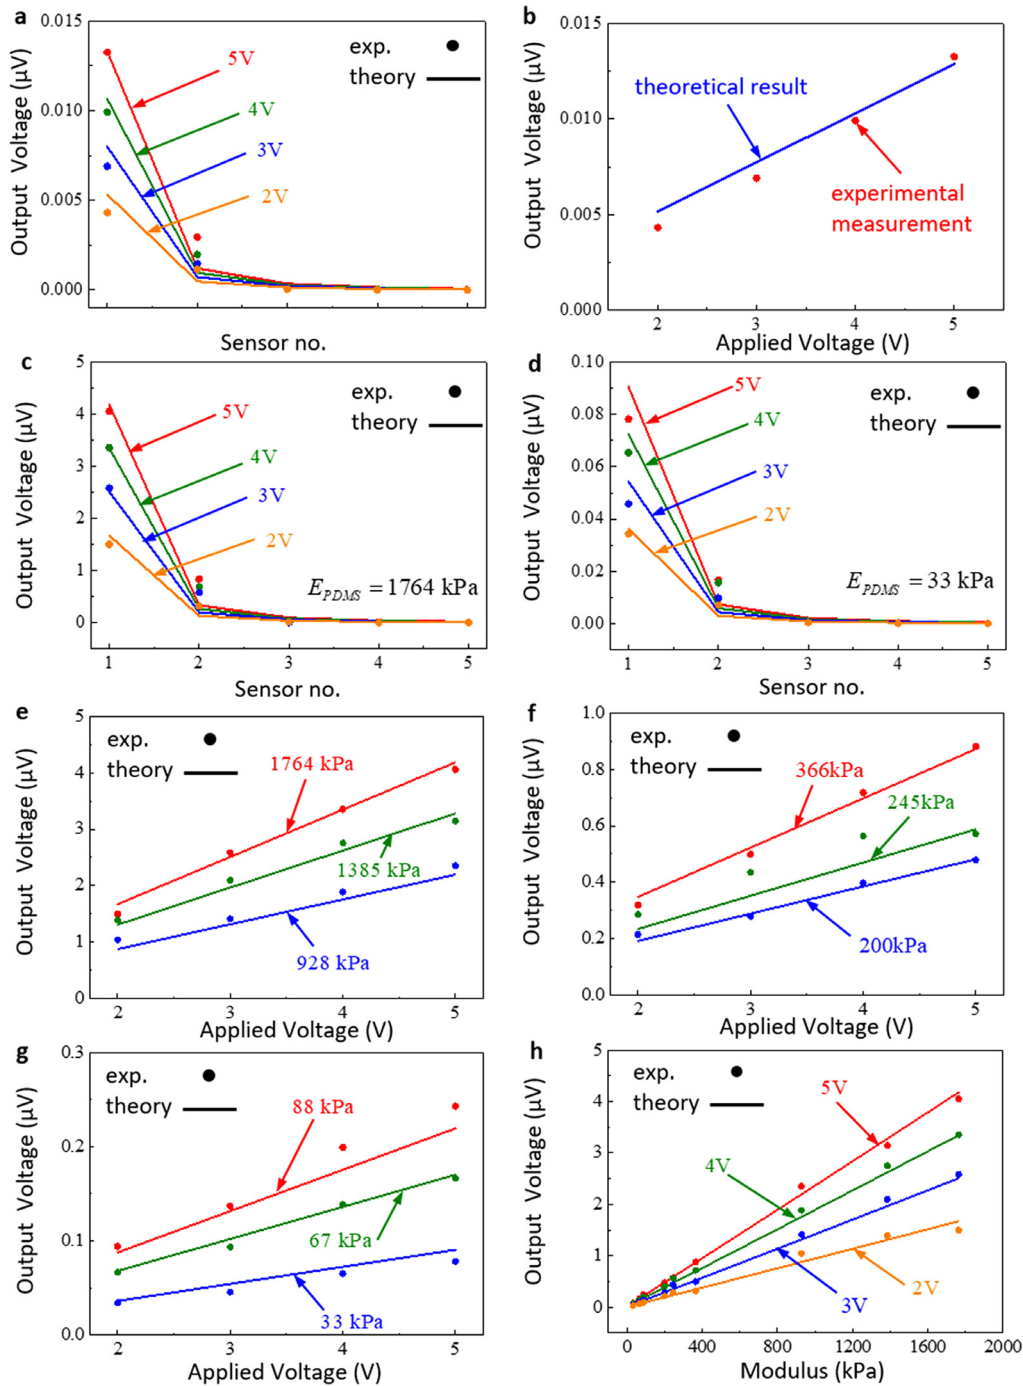 a
0.015
0.010
0.005
0.000
Output Voltage (μV)
exp.
theory
5V
4V
3V
2V
Sensor no.
b
0.015
0.010
0.005
0.000
Output Voltage (μV)
theoretical result
experimental
measurement
2 3 4 5
Applied Voltage (V)
c
5
4
3
2
1
0
Output Voltage (μV)
exp.
theory
5V
4V
3V
2V
E_PDMS = 1764 kPa
1 2 3 4 5
Sensor no.
d
0.10
0.08
0.06
0.04
0.02
0.00
Output Voltage (μV)
exp.
theory
5V
4V
3V
2V
E_PDMS = 33 kPa
1 2 3 4 5
Sensor no.
e
5
4
3
2
1
0
Output Voltage (μV)
exp.
theory
1764 kPa
1385 kPa
928 kPa
2 3 4 5
Applied Voltage (V)
f
1.0
0.8
0.6
0.4
0.2
0.0
Output Voltage (μV)
exp.
theory
366kPa
245kPa
200kPa
2 3 4 5
Applied Voltage (V)
g
0.3
0.2
0.1
0.0
Output Voltage (μV)
exp.
theory
88 kPa
67 kPa
33 kPa
2 3 4 5
Applied Voltage (V)
h
5
4
3
2
1
0
Output Voltage (μV)
exp.
theory
5V
4V
3V
2V
0 400 800 1200 1600 2000
Modulus (kPa)